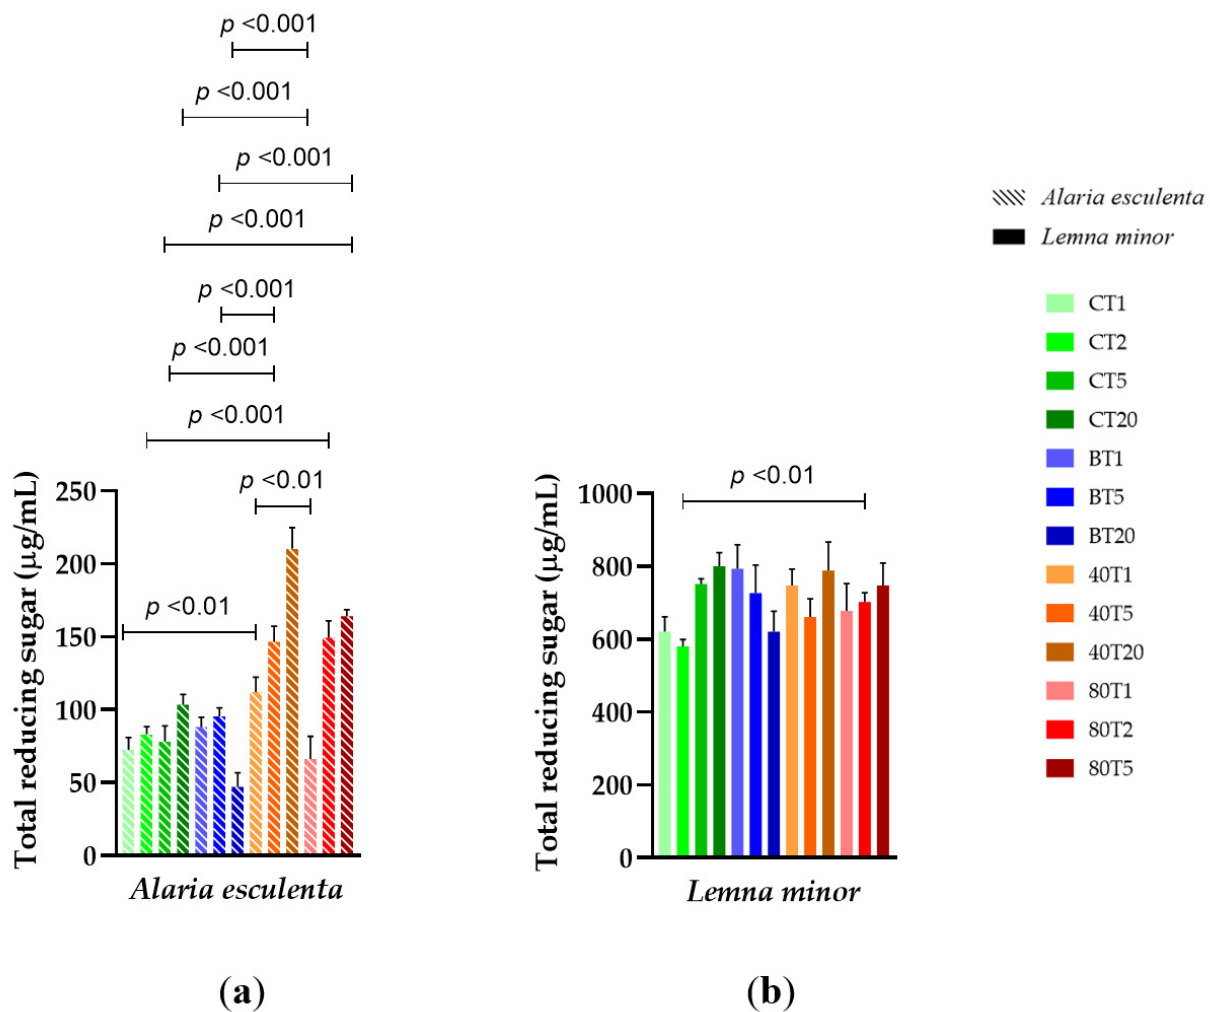 p <0.001
p <0.001
p <0.001
p <0.001
p <0.001
p <0.001
p <0.001
p <0.01
p <0.01
Total reducing sugar (µg/mL)
250
200
150
100
50
0
Alaria esculenta
(a)
p <0.01
Total reducing sugar (µg/mL)
1000
800
600
400
200
0
Lemna minor
(b)
Alaria esculenta
Lemna minor
CT1
CT2
CT5
CT20
BT1
BT5
BT20
40T1
40T5
40T20
80T1
80T2
80T5